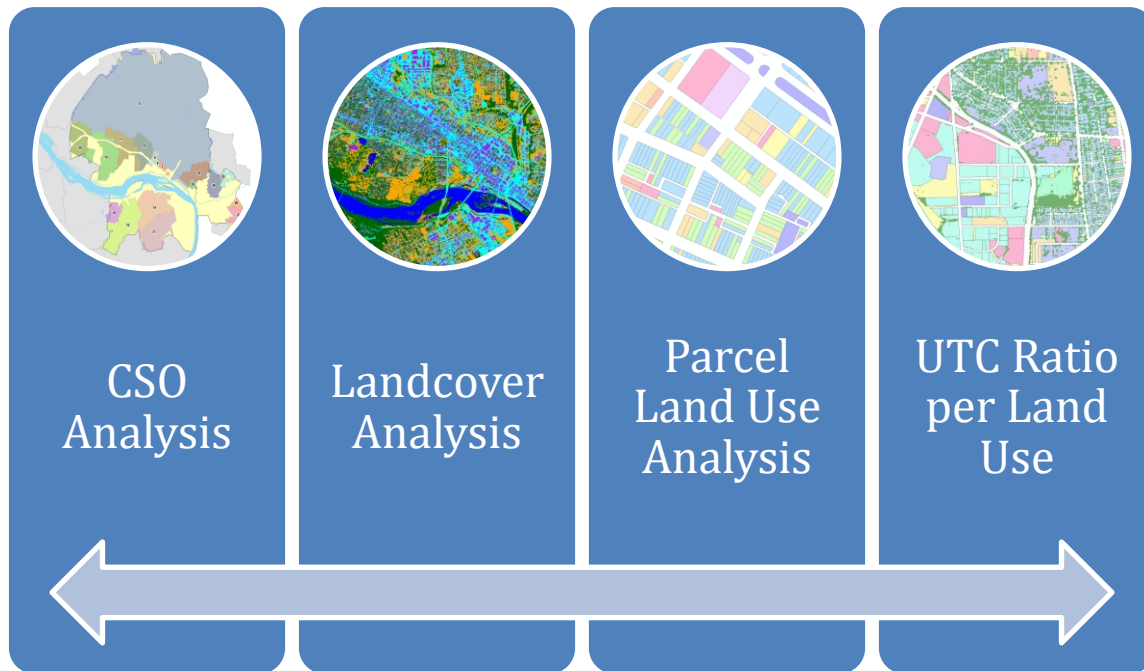 CSO
Analysis
Landcover
Analysis
Parcel
Land Use
Analysis
UTC Ratio
per Land
Use